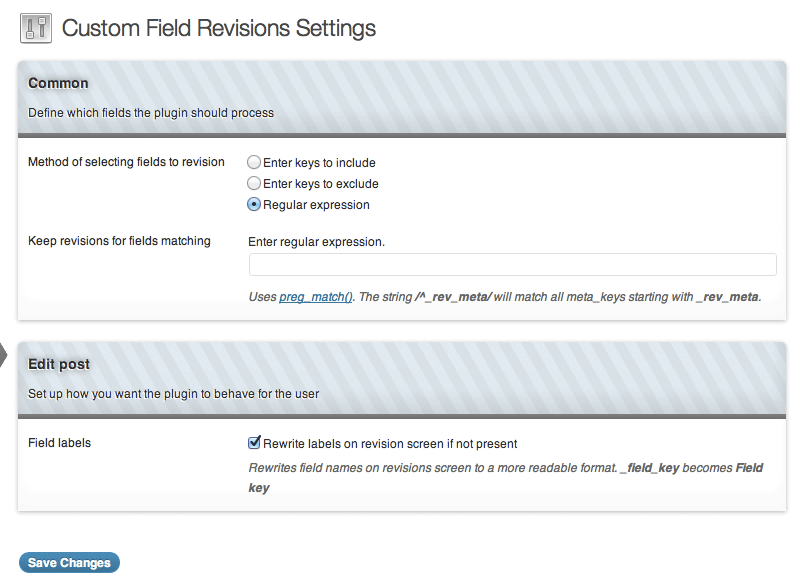 Custom Field Revisions Settings
Common
Define which fields the plugin should process
Method of selecting fields to revision
Enter keys to include
Enter keys to exclude
Regular expression
Keep revisions for fields matching
Enter regular expression.
Uses preg_match(). The string /^_rev_meta/ will match all meta_keys starting with _rev_meta.
Edit post
Set up how you want the plugin to behave for the user
Field labels
Rewrite labels on revision screen if not present
Rewrites field names on revisions screen to a more readable format. _field_key becomes Field
key
Save Changes